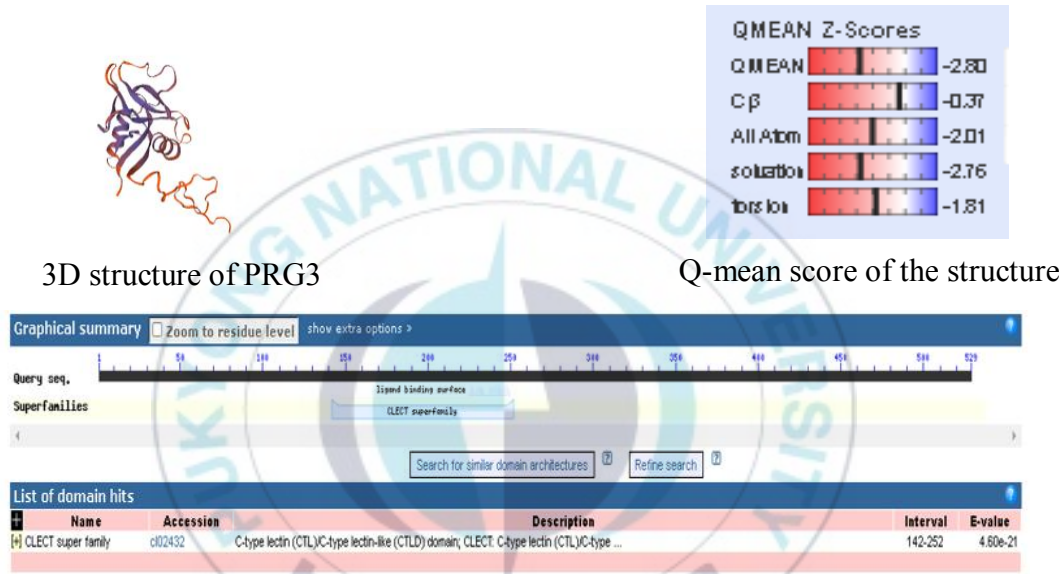 QMEAN Z-Scores
QMEAN -2.80
Cβ -0.37
All Atom -2.01
solvation -2.76
torsion -1.81
3D structure of PRG3
Q-mean score of the structure
PUKYONG NATIONAL UNIVERSITY
Graphical summary Zoom to residue level show extra options >
1 50 100 150 200 250 300 350 400 450 500 529
Query seq.
ligand binding surface
Superfamilies
CLECT superfamily
Search for similar domain architectures Refine search
List of domain hits
Name Accession Description Interval E-value
[+] CLECT super family cl02432 C-type lectin (CTL)/C-type lectin-like (CTLD) domain; CLECT: C-type lectin (CTL)/C-type ... 142-252 4.60e-21